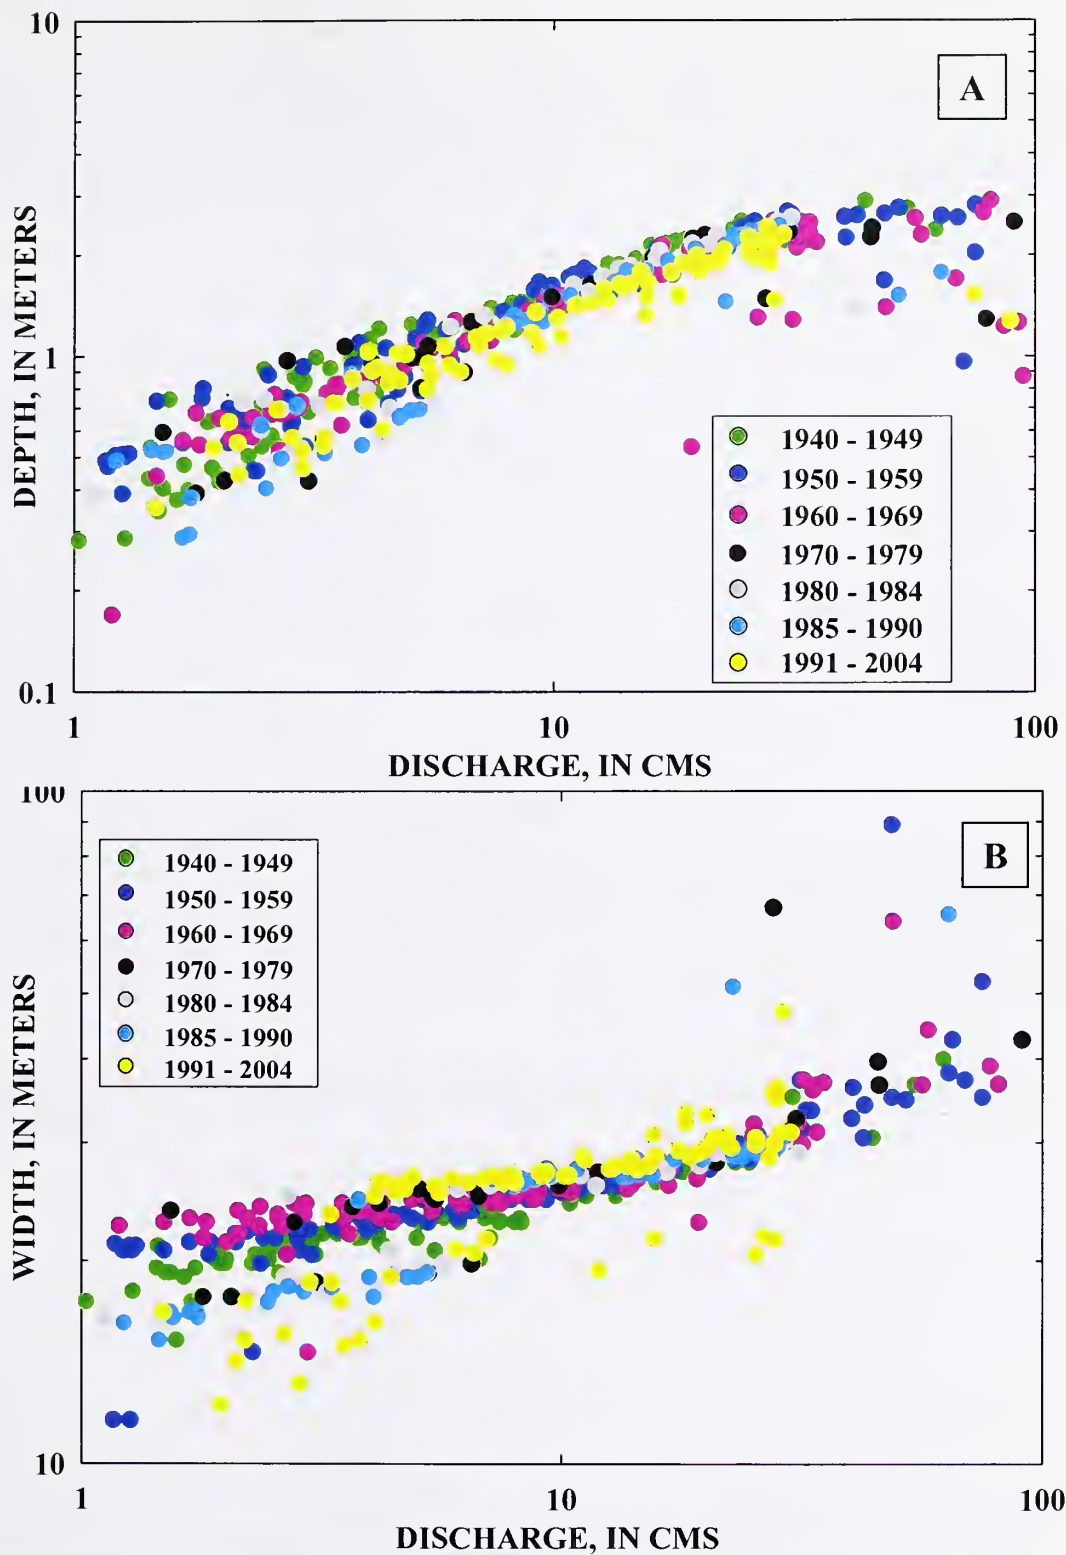 10
A
DEPTH, IN METERS
1
1940 - 1949
1950 - 1959
1960 - 1969
1970 - 1979
1980 - 1984
1985 - 1990
1991 - 2004
0.1
1
10
100
DISCHARGE, IN CMS
100
B
1940 - 1949
1950 - 1959
1960 - 1969
1970 - 1979
1980 - 1984
1985 - 1990
1991 - 2004
WIDTH, IN METERS
10
1
10
100
DISCHARGE, IN CMS